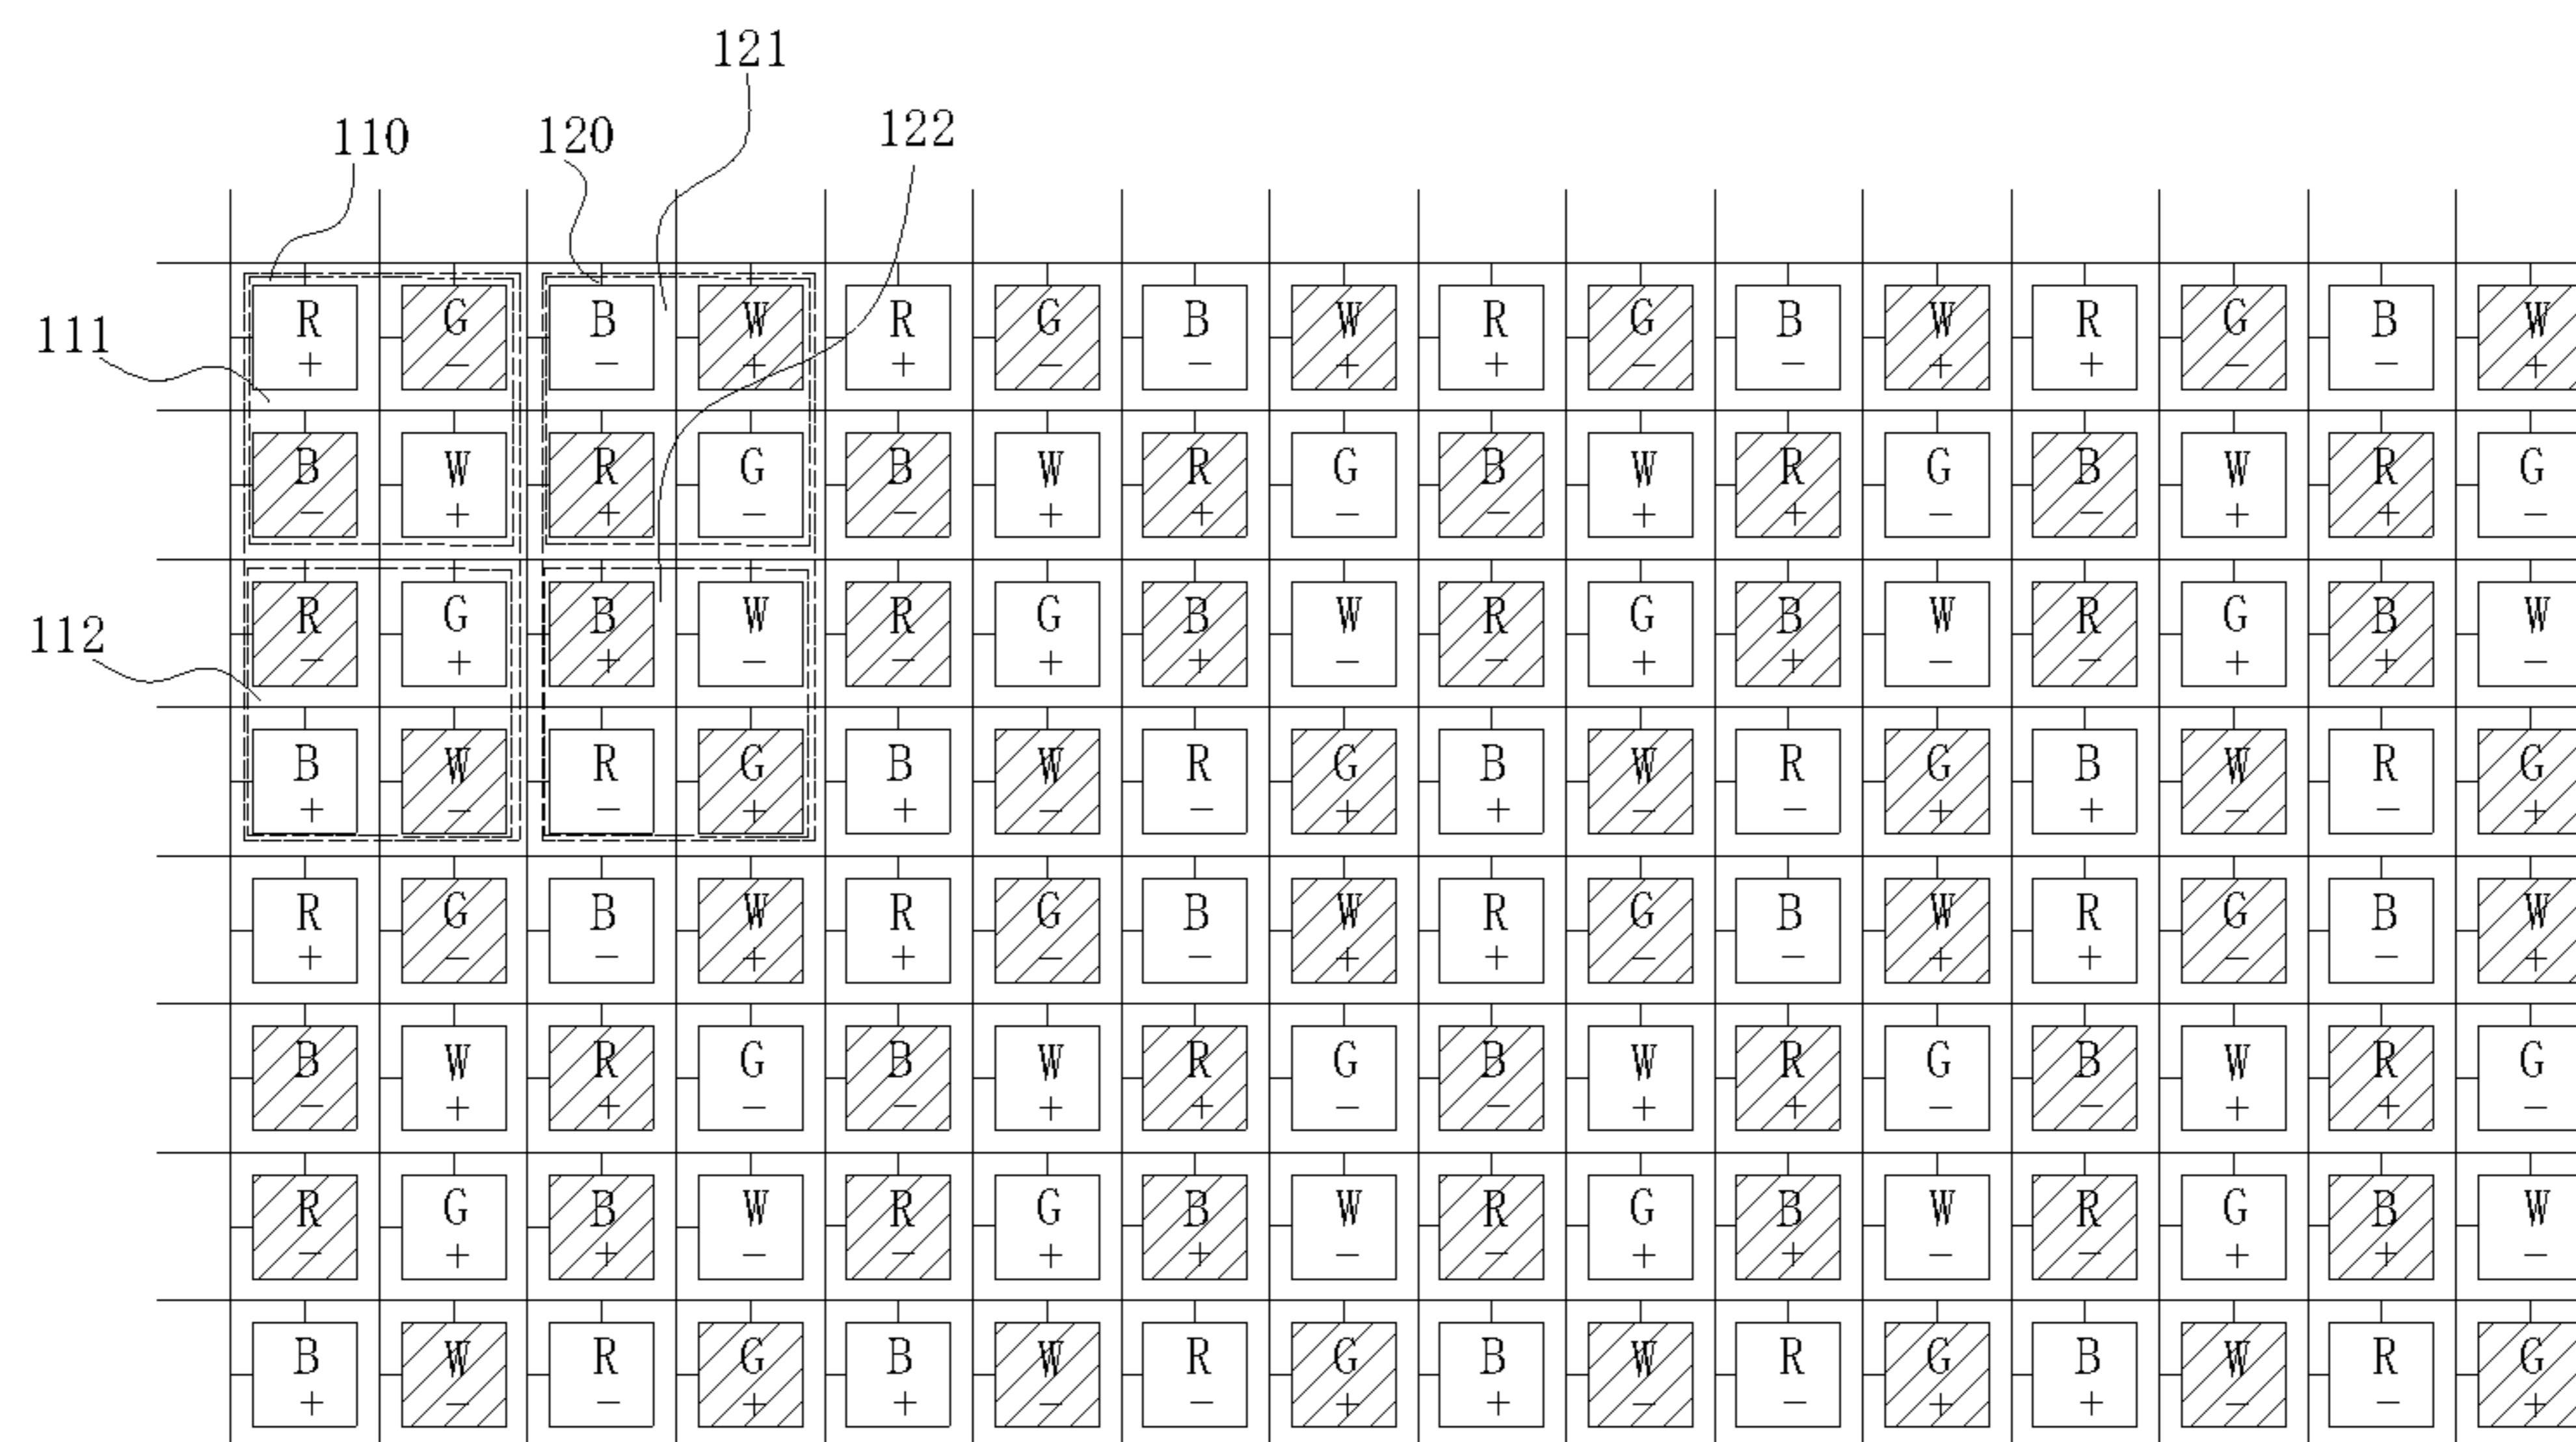 121
110 120 122
R G B W R G B W R G B W R G B W
111
+ − − + + − − + + − − + + − − +
B W R G B W R G B W R G B W R G
− + + − − + + − − + + − − + + −
R G B W R G B W R G B W R G B W
112
− + + − − + + − − + + − − + + −
B W R G B W R G B W R G B W R G
+ − − + + − − + + − − + + − − +
R G B W R G B W R G B W R G B W
+ − − + + − − + + − − + + − − +
B W R G B W R G B W R G B W R G
− + + − − + + − − + + − − + + −
R G B W R G B W R G B W R G B W
− + + − − + + − − + + − − + + −
B W R G B W R G B W R G B W R G
+ − − + + − − + + − − + + − − +